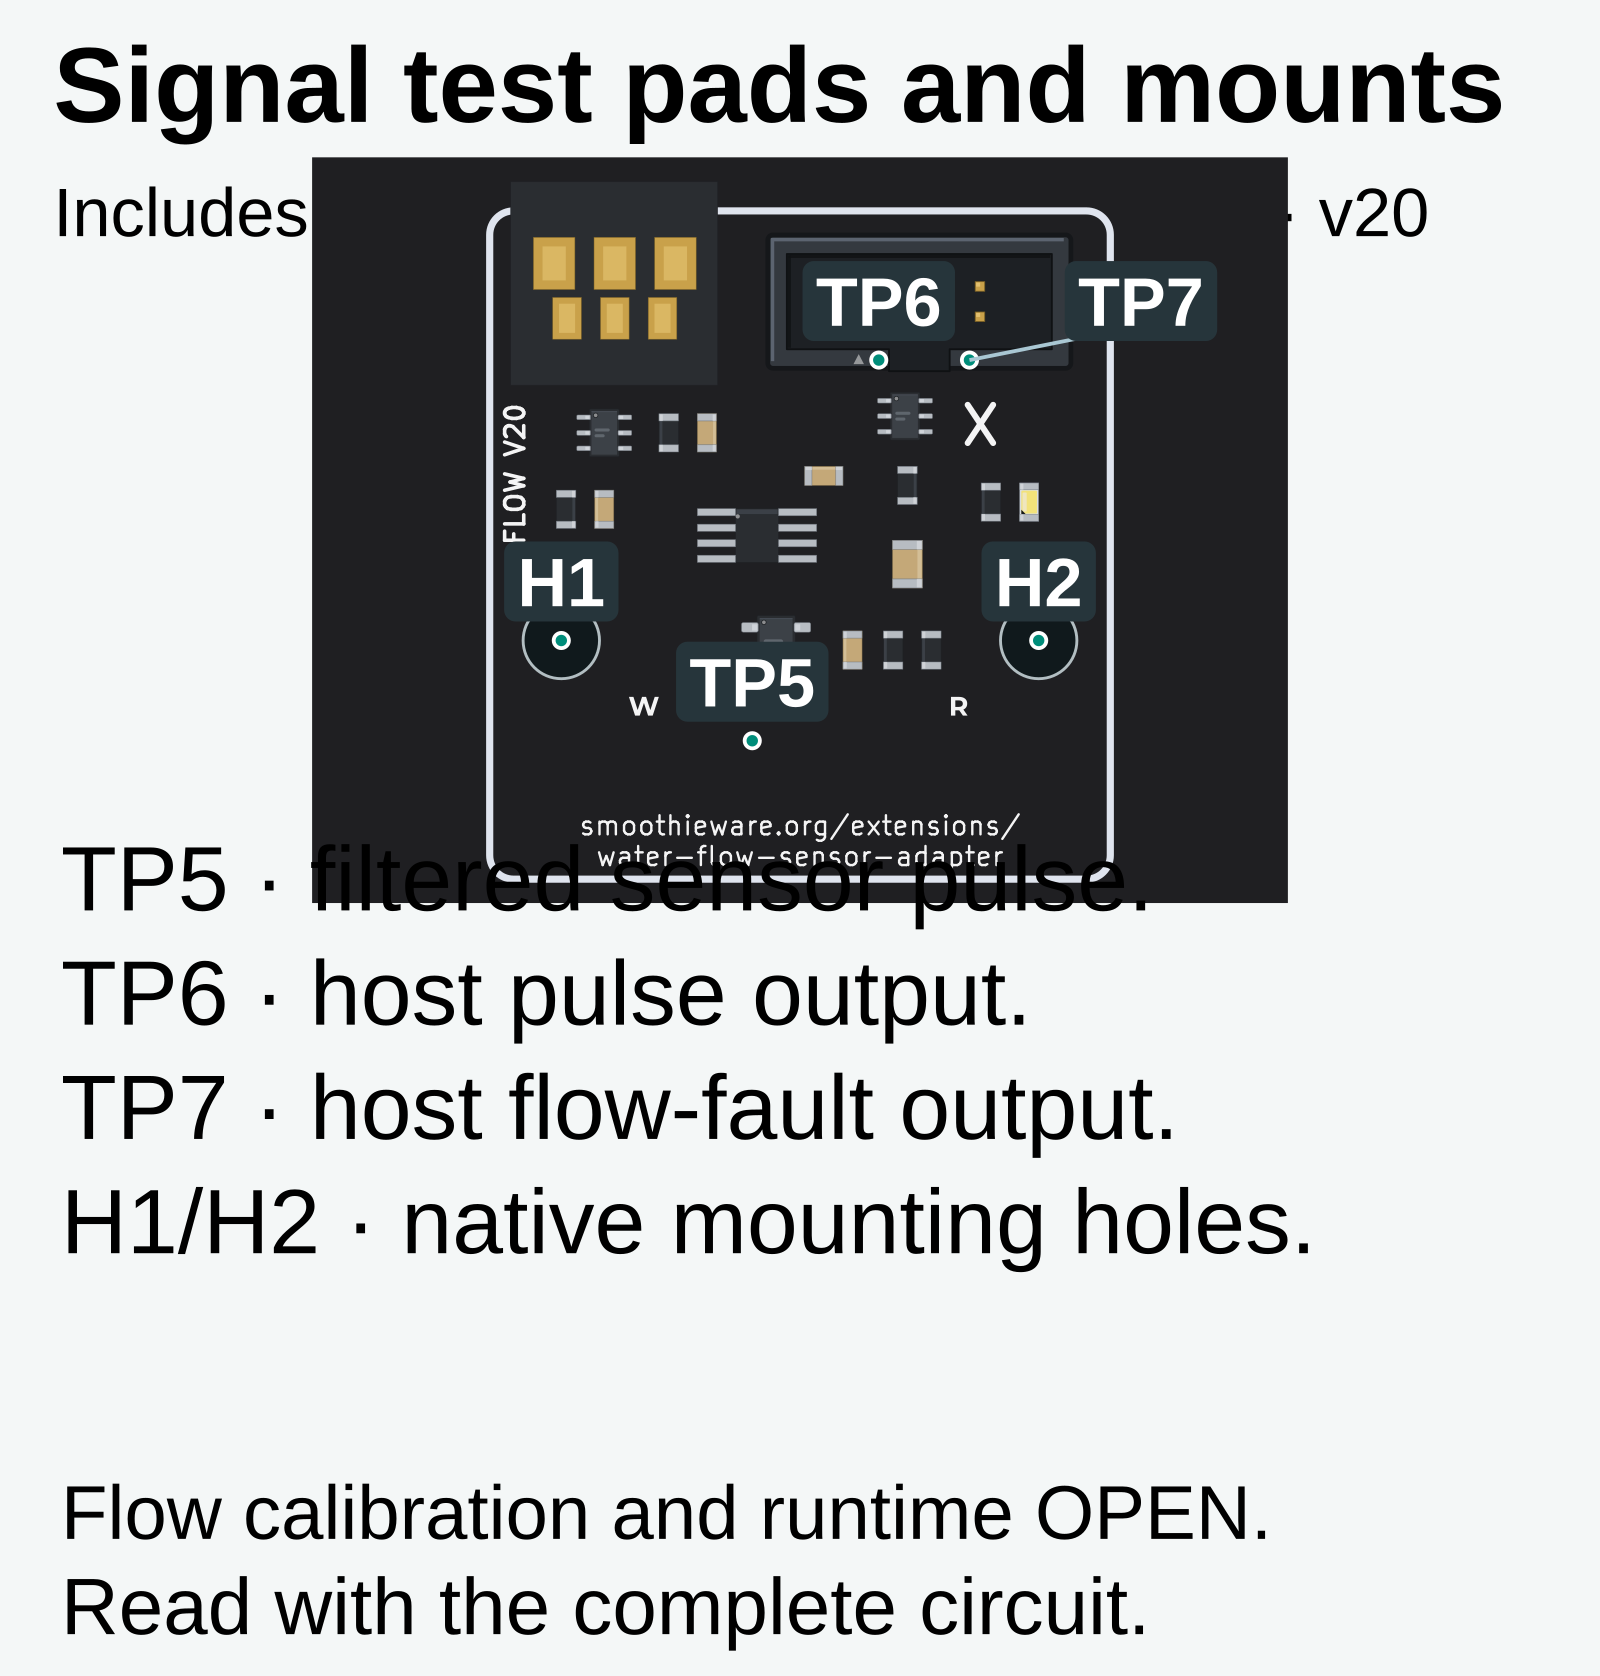 Signal test pads and mounts
Includes · v20
TP6 TP7
X
FLOW V20
H1 H2
TP5
W R
smoothieware.org/extensions/
water-flow-sensor-adapter
TP5 · filtered sensor pulse.
TP6 · host pulse output.
TP7 · host flow-fault output.
H1/H2 · native mounting holes.
Flow calibration and runtime OPEN.
Read with the complete circuit.